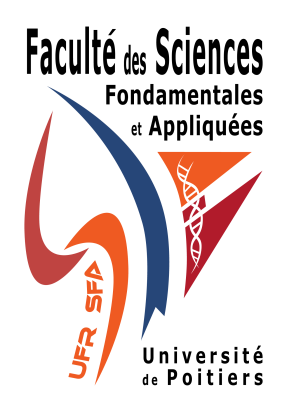 Faculté des Sciences
Fondamentales
et Appliquées
UFR SFA
Université
de Poitiers